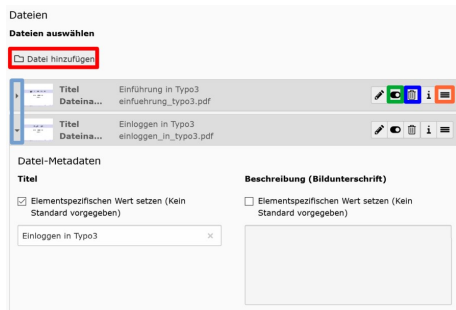 Dateien
Dateien auswählen
Datei hinzufügen
Titel Einführung in Typo3
Dateina... einfuehrung_typo3.pdf
Titel Einloggen in Typo3
Dateina... einloggen_in_typo3.pdf
Datei-Metadaten
Titel
Elementspezifischen Wert setzen (Kein
Standard vorgegeben)
Einloggen in Typo3
Beschreibung (Bildunterschrift)
Elementspezifischen Wert setzen (Kein
Standard vorgegeben)